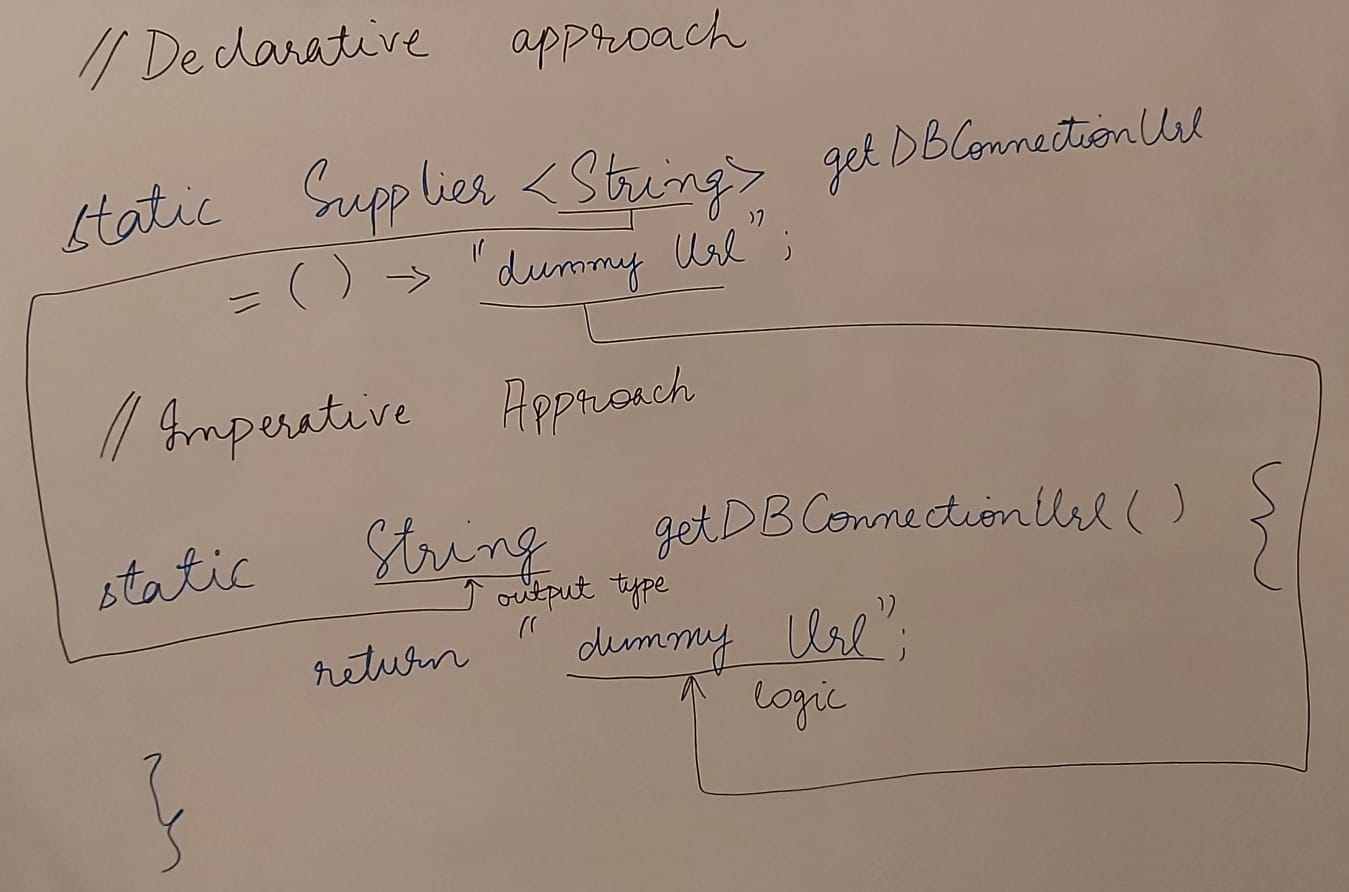 // Declarative approach
static Supplier <String> getDBConnectionUrl
= () → "dummy Url";
// Imperative Approach
static String getDBConnectionUrl() {
output type
return "dummy Url";
logic
}